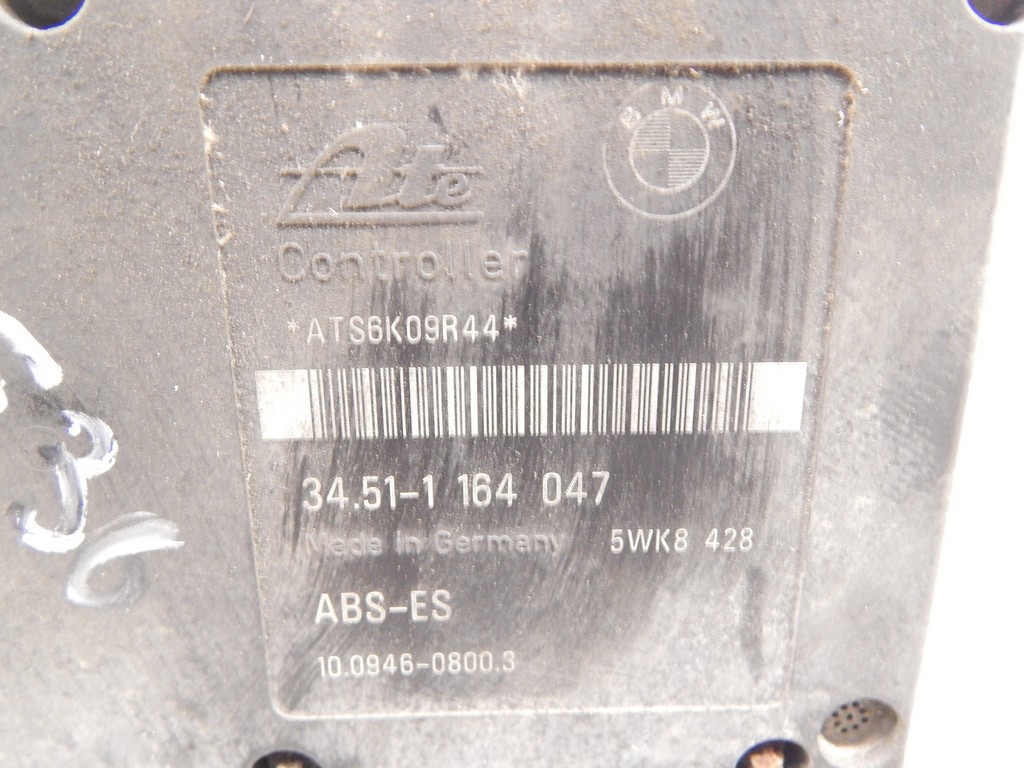 BMW
Ate
Controller
*ATS6K09R44*
34.51-1 164 047
Made in Germany 5WK8 428
ABS-ES
10.0946-0800.3